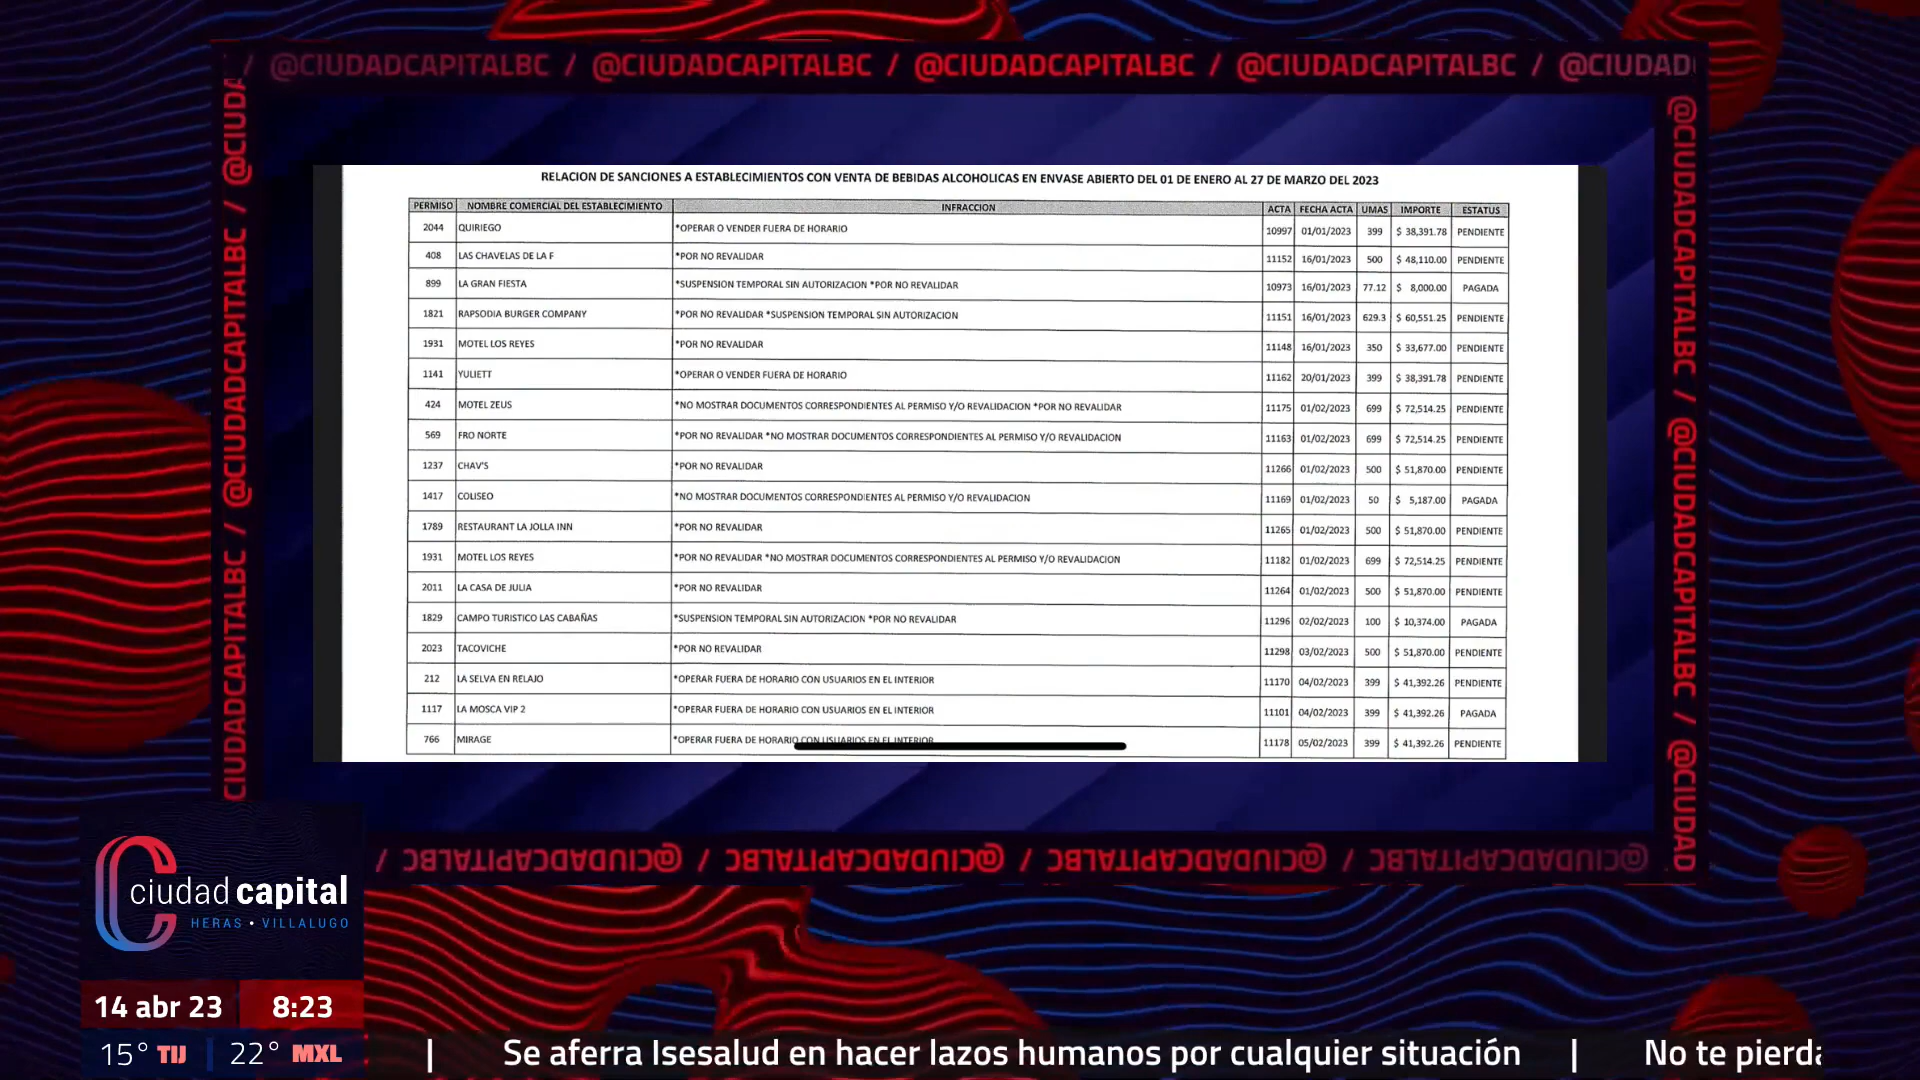 / @CIUDADCAPITALBC / @CIUDADCAPITALBC / @CIUDADCAPITALBC / @CIUDADCAPITALBC / @CIUDAD
RELACION DE SANCIONES A ESTABLECIMIENTOS CON VENTA DE BEBIDAS ALCOHOLICAS EN ENVASE ABIERTO DEL 01 DE ENERO AL 27 DE MARZO DEL 2023
PERMISO NOMBRE COMERCIAL DEL ESTABLECIMIENTO INFRACCION ACTA FECHA ACTA UMAS IMPORTE ESTATUS
2044 QUIRIEGO *OPERAR O VENDER FUERA DE HORARIO 10997 01/01/2023 399 $ 38,391.78 PENDIENTE
408 LAS CHAVELAS DE LA F *POR NO REVALIDAR 11152 16/01/2023 500 $ 48,110.00 PENDIENTE
899 LA GRAN FIESTA *SUSPENSION TEMPORAL SIN AUTORIZACION *POR NO REVALIDAR 10973 16/01/2023 77.12 $ 8,000.00 PAGADA
1821 RAPSODIA BURGER COMPANY *POR NO REVALIDAR *SUSPENSION TEMPORAL SIN AUTORIZACION 11151 16/01/2023 629.3 $ 60,551.25 PENDIENTE
1931 MOTEL LOS REYES *POR NO REVALIDAR 11148 16/01/2023 350 $ 33,677.00 PENDIENTE
1141 YULIETT *OPERAR O VENDER FUERA DE HORARIO 11162 20/01/2023 399 $ 38,391.78 PENDIENTE
424 MOTEL ZEUS *NO MOSTRAR DOCUMENTOS CORRESPONDIENTES AL PERMISO Y/O REVALIDACION *POR NO REVALIDAR 11175 01/02/2023 699 $ 72,514.25 PENDIENTE
569 FRO NORTE *POR NO REVALIDAR *NO MOSTRAR DOCUMENTOS CORRESPONDIENTES AL PERMISO Y/O REVALIDACION 11163 01/02/2023 699 $ 72,514.25 PENDIENTE
1237 CHAV'S *POR NO REVALIDAR 11266 01/02/2023 500 $ 51,870.00 PENDIENTE
1417 COLISEO *NO MOSTRAR DOCUMENTOS CORRESPONDIENTES AL PERMISO Y/O REVALIDACION 11169 01/02/2023 50 $ 5,187.00 PAGADA
1789 RESTAURANT LA JOLLA INN *POR NO REVALIDAR 11265 01/02/2023 500 $ 51,870.00 PENDIENTE
1931 MOTEL LOS REYES *POR NO REVALIDAR *NO MOSTRAR DOCUMENTOS CORRESPONDIENTES AL PERMISO Y/O REVALIDACION 11182 01/02/2023 699 $ 72,514.25 PENDIENTE
2011 LA CASA DE JULIA *POR NO REVALIDAR 11264 01/02/2023 500 $ 51,870.00 PENDIENTE
1829 CAMPO TURISTICO LAS CABAÑAS *SUSPENSION TEMPORAL SIN AUTORIZACION *POR NO REVALIDAR 11296 02/02/2023 100 $ 10,374.00 PAGADA
2023 TACOVICHE *POR NO REVALIDAR 11298 03/02/2023 500 $ 51,870.00 PENDIENTE
212 LA SELVA EN RELAJO *OPERAR FUERA DE HORARIO CON USUARIOS EN EL INTERIOR 11170 04/02/2023 399 $ 41,392.26 PENDIENTE
1117 LA MOSCA VIP 2 *OPERAR FUERA DE HORARIO CON USUARIOS EN EL INTERIOR 11101 04/02/2023 399 $ 41,392.26 PAGADA
766 MIRAGE *OPERAR FUERA DE HORARIO CON USUARIOS EN EL INTERIOR 11178 05/02/2023 399 $ 41,392.26 PENDIENTE
CIUDADCAPITALBC / @CIUDADCAPITALBC / @CIUDA
@CIUDADCAPITALBC / @CIUDADCAPITALBC / @CIUDAD
@CIUDADCAPITALBC / @CIUDADCAPITALBC / @CIUDADCAPITALBC / @CIUDADCAPITALBC /
ciudad capital
HERAS • VILLALUGO
14 abr 23 8:23
15° TIJ | 22° MXL
| Se aferra Isesalud en hacer lazos humanos por cualquier situación | No te pierda